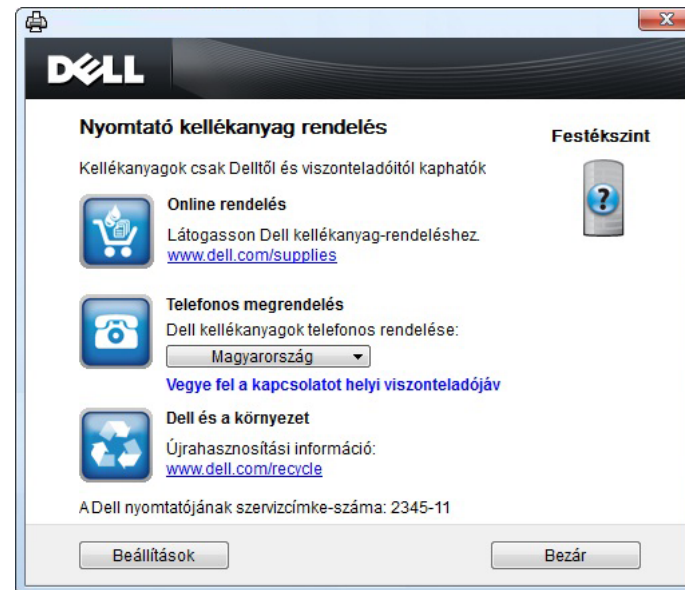 DELL
Nyomtató kellékanyag rendelés
Festékszint
Kellékanyagok csak Delltől és viszonteladóitól kaphatók
?
Online rendelés
Látogasson Dell kellékanyag-rendeléshez.
www.dell.com/supplies
Telefonos megrendelés
Dell kellékanyagok telefonos rendelése:
Magyarország
Vegye fel a kapcsolatot helyi viszonteladójáv
Dell és a környezet
Újrahasznosítási információ:
www.dell.com/recycle
A Dell nyomtatójának szervizcímke-száma: 2345-11
Beállítások
Bezár